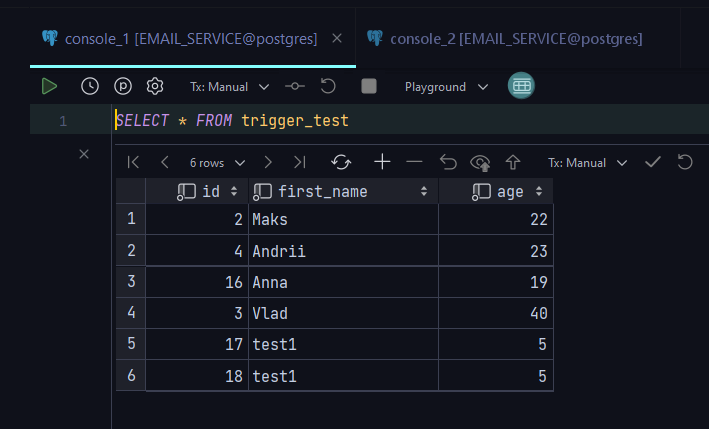 console_1 [EMAIL_SERVICE@postgres] console_2 [EMAIL_SERVICE@postgres]
Tx: Manual Playground
1 SELECT * FROM trigger_test
6 rows Tx: Manual
id first_name age
1 2 Maks 22
2 4 Andrii 23
3 16 Anna 19
4 3 Vlad 40
5 17 test1 5
6 18 test1 5